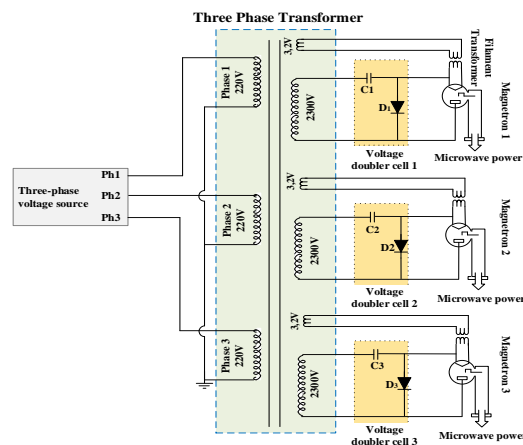 Three Phase Transformer
Three-phase
voltage source
Ph1
Ph2
Ph3
Phase 1
220V
Phase 2
220V
Phase 3
220V
3,2V
2300V
C1
D1
Voltage
doubler cell 1
Filament
Transformer
Magnetron 1
Microwave power
3,2V
2300V
C2
D2
Voltage
doubler cell 2
Magnetron 2
Microwave power
3,2V
2300V
C3
D3
Voltage
doubler cell 3
Magnetron 3
Microwave power